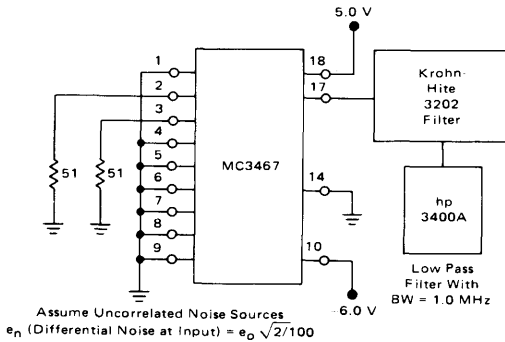 5.0 V
1
18
2
17
3
4
5
6
7
8
9
51
51
MC3467
14
10
-6.0 V
Krohn-
Hite
3202
Filter
hp
3400A
Low Pass
Filter With
BW = 1.0 MHz
Assume Uncorrelated Noise Sources
en (Differential Noise at Input) = eo √2/100